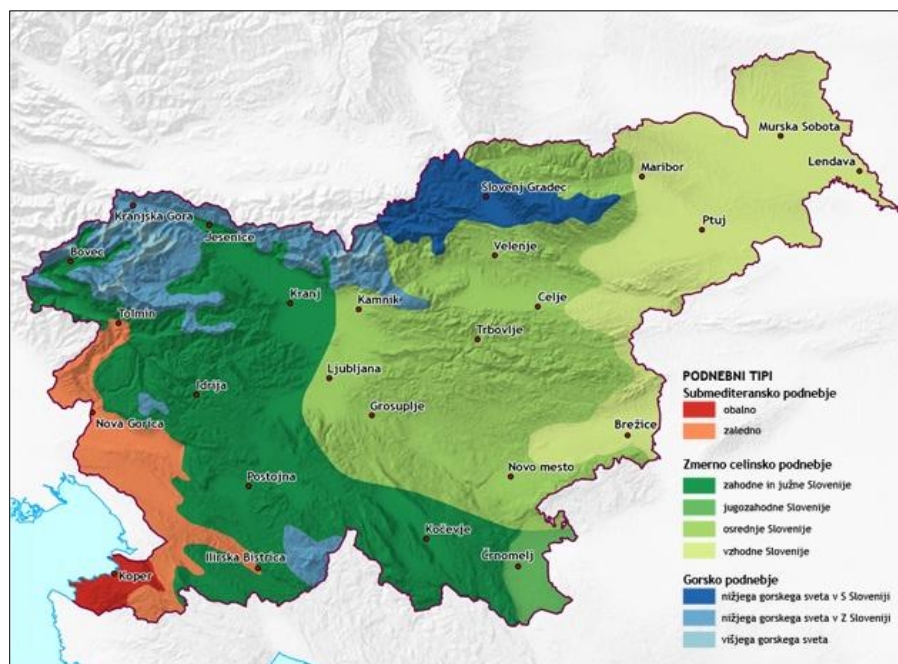 Murska Sobota
Lendava
Maribor
Slovenj Gradec
Kranjska Gora
Jesenice
Ptuj
Bovec
Velenje
Kranj
Kamnik
Celje
Tolmin
Trbovlje
Ljubljana
Idrija
Grosuplje
Nova Gorica
Brežice
Postojna
Novo mesto
Kočevje
Ilirska Bistrica
Črnomelj
Koper
PODNEBNI TIPI
Submediteransko podnebje
obalno
zaledno
Zmerno celinsko podnebje
zahodne in južne Slovenije
jugozahodne Slovenije
osrednje Slovenije
vzhodne Slovenije
Gorsko podnebje
nižjega gorskega sveta v S Sloveniji
nižjega gorskega sveta v Z Sloveniji
višjega gorskega sveta